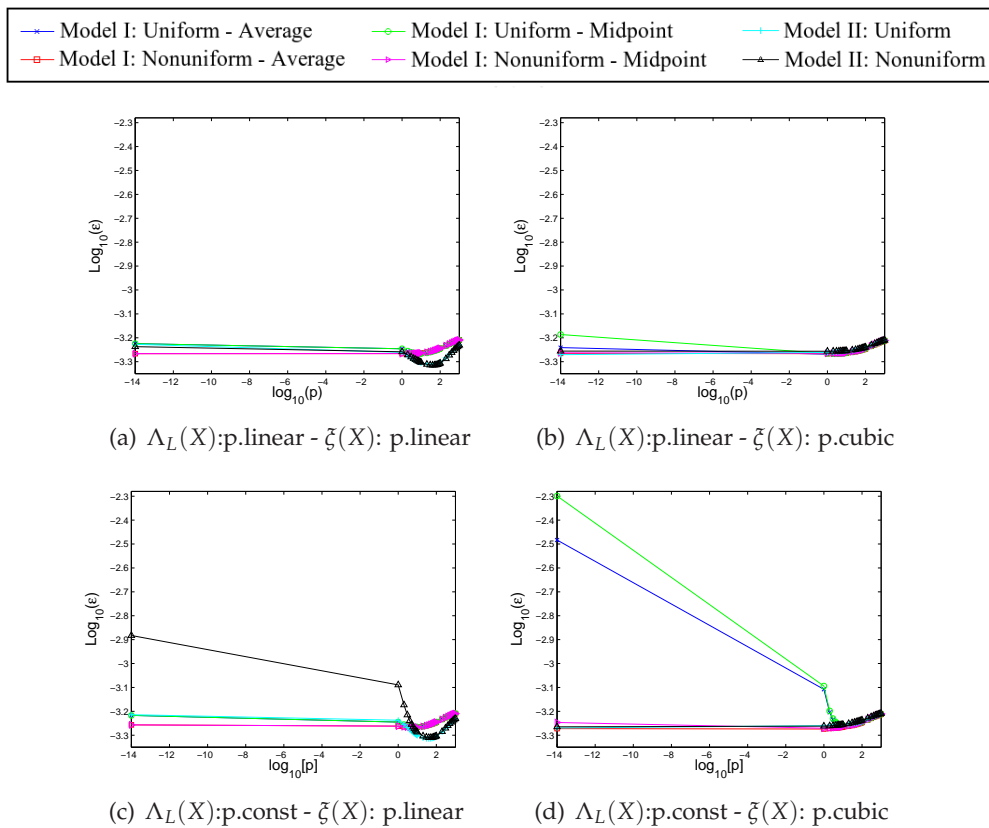 Model I: Uniform - Average
Model I: Uniform - Midpoint
Model II: Uniform
Model I: Nonuniform - Average
Model I: Nonuniform - Midpoint
Model II: Nonuniform
−2.3
−2.4
−2.5
−2.6
−2.7
−2.8
−2.9
−3
−3.1
−3.2
−3.3
Log10(ε)
−14 −12 −10 −8 −6 −4 −2 0 2
log10(p)
(a) Λ_L(X):p.linear - ξ(X): p.linear
−2.3
−2.4
−2.5
−2.6
−2.7
−2.8
−2.9
−3
−3.1
−3.2
−3.3
Log10(ε)
−14 −12 −10 −8 −6 −4 −2 0 2
log10(p)
(b) Λ_L(X):p.linear - ξ(X): p.cubic
−2.3
−2.4
−2.5
−2.6
−2.7
−2.8
−2.9
−3
−3.1
−3.2
−3.3
Log10(ε)
−14 −12 −10 −8 −6 −4 −2 0 2
log10[p]
(c) Λ_L(X):p.const - ξ(X): p.linear
−2.3
−2.4
−2.5
−2.6
−2.7
−2.8
−2.9
−3
−3.1
−3.2
−3.3
Log10(ε)
−14 −12 −10 −8 −6 −4 −2 0 2
log10[p]
(d) Λ_L(X):p.const - ξ(X): p.cubic